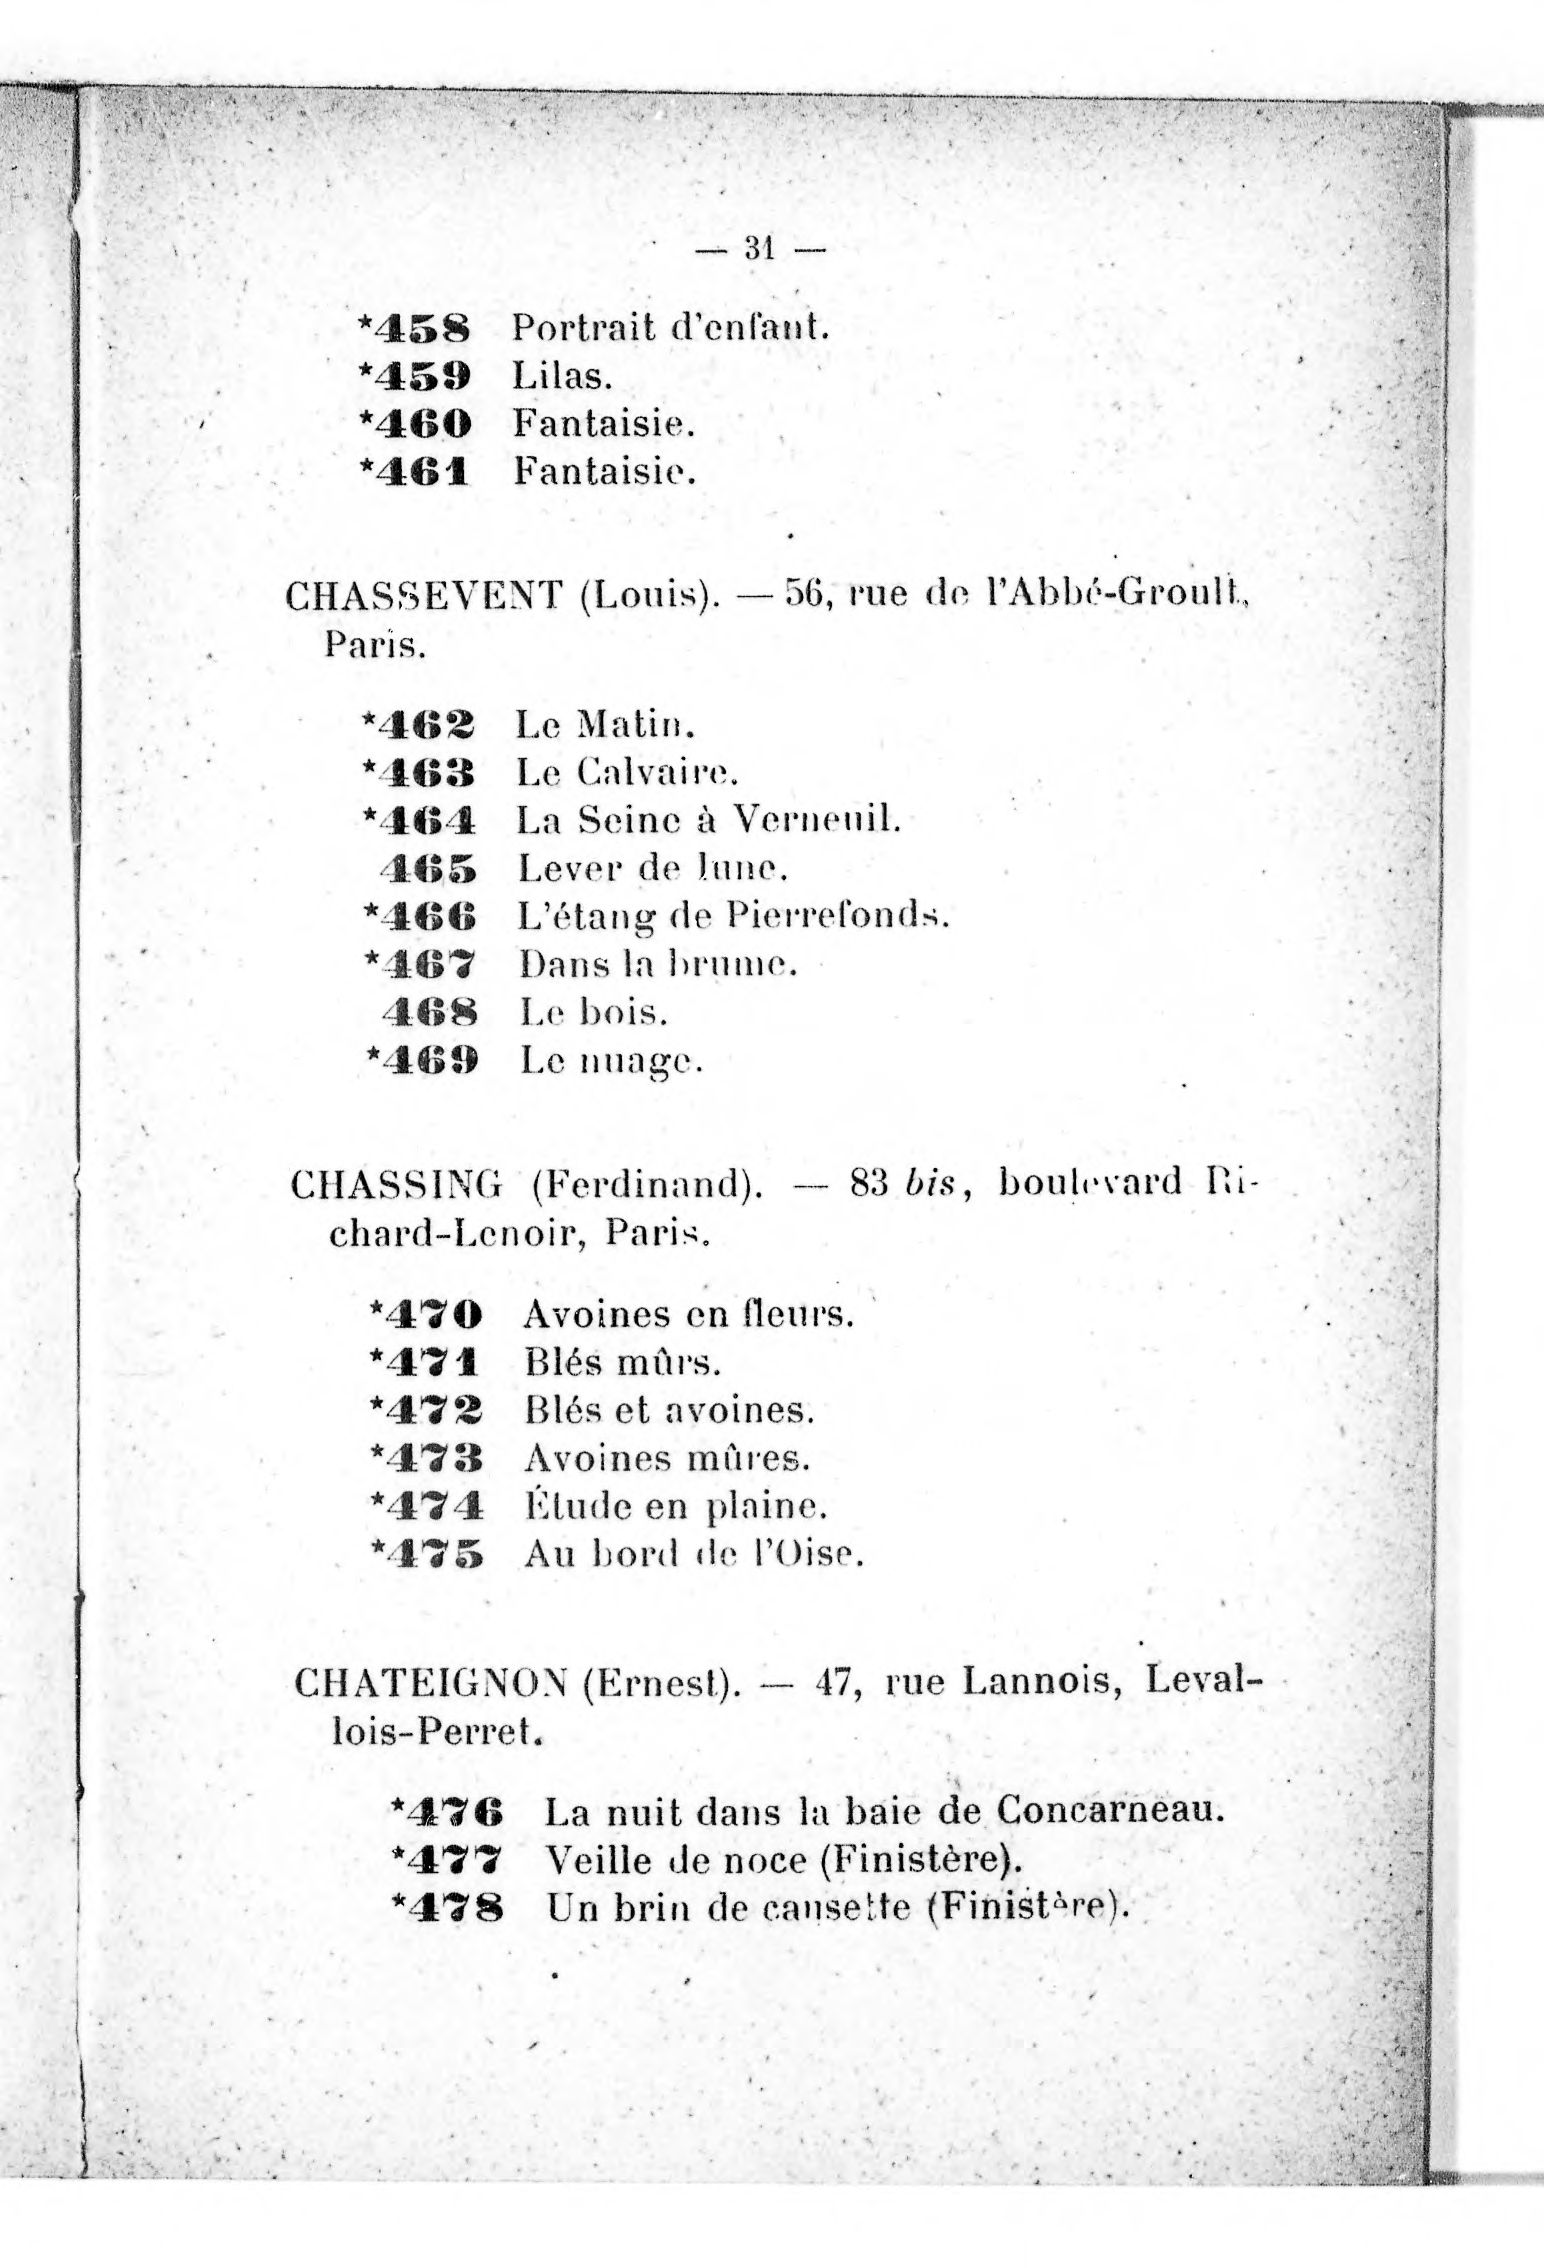 — 31 —
*458 Portrait d'enfant.
*459 Lilas.
*460 Fantaisie.
*461 Fantaisie.
CHASSEVENT (Louis). — 56, rue de l'Abbé-Groult,
Paris.
*462 Le Matin.
*463 Le Calvaire.
*464 La Seine à Verneuil.
465 Lever de lune.
*466 L'étang de Pierrefonds.
*467 Dans la brume.
468 Le bois.
*469 Le nuage.
CHASSING (Ferdinand). — 83 bis, boulevard Ri-
chard-Lenoir, Paris.
*470 Avoines en fleurs.
*471 Blés mûrs.
*472 Blés et avoines.
*473 Avoines mûres.
*474 Étude en plaine.
*475 Au bord de l'Oise.
CHATEIGNON (Ernest). — 47, rue Lannois, Leval-
lois-Perret.
*476 La nuit dans la baie de Concarneau.
*477 Veille de noce (Finistère).
*478 Un brin de causette (Finistère).